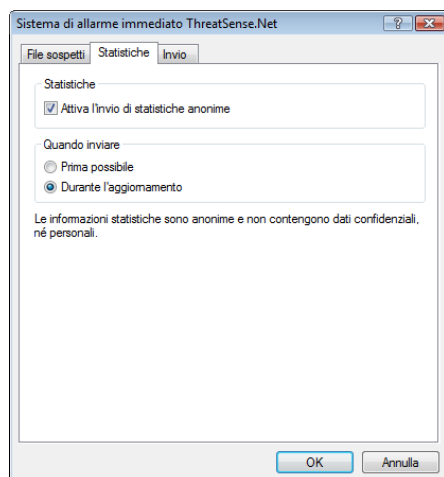 Sistema di allarme immediato ThreatSense.Net
File sospetti Statistiche Invio
Statistiche
Attiva l'invio di statistiche anonime
Quando inviare
Prima possibile
Durante l'aggiornamento
Le informazioni statistiche sono anonime e non contengono dati confidenziali,
né personali.
OK Annulla